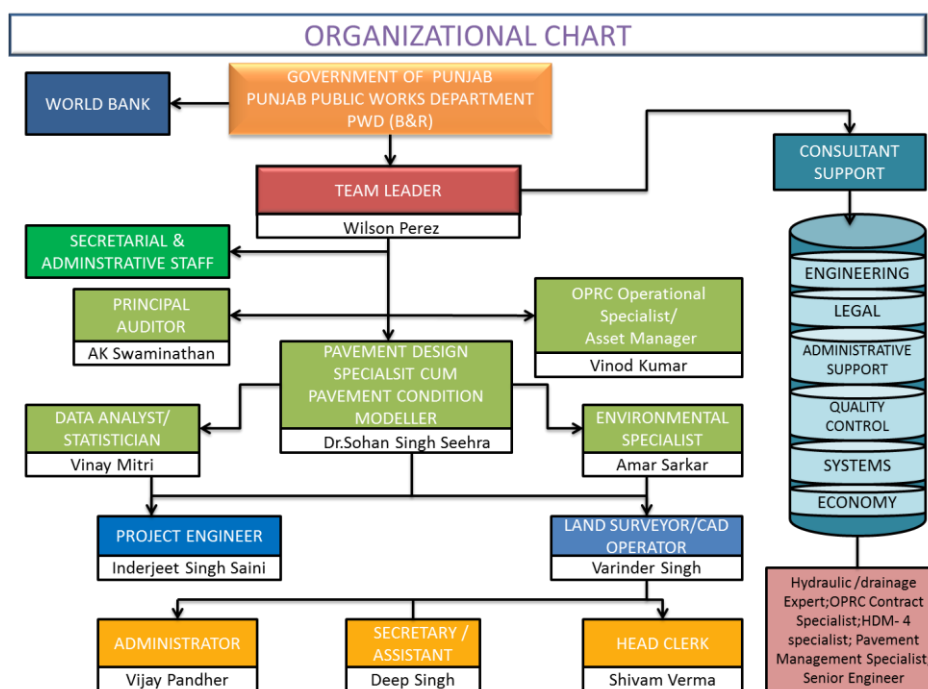 ORGANIZATIONAL CHART
WORLD BANK
GOVERNMENT OF PUNJAB
PUNJAB PUBLIC WORKS DEPARTMENT
PWD (B&R)
CONSULTANT
SUPPORT
TEAM LEADER
Wilson Perez
SECRETARIAL &
ADMINSTRATIVE STAFF
PRINCIPAL
AUDITOR
AK Swaminathan
OPRC Operational
Specialist/
Asset Manager
Vinod Kumar
PAVEMENT DESIGN
SPECIALSIT CUM
PAVEMENT CONDITION
MODELLER
Dr.Sohan Singh Seehra
DATA ANALYST/
STATISTICIAN
Vinay Mitri
ENVIRONMENTAL
SPECIALIST
Amar Sarkar
PROJECT ENGINEER
Inderjeet Singh Saini
LAND SURVEYOR/CAD
OPERATOR
Varinder Singh
ADMINISTRATOR
Vijay Pandher
SECRETARY /
ASSISTANT
Deep Singh
HEAD CLERK
Shivam Verma
ENGINEERING
LEGAL
ADMINISTRATIVE
SUPPORT
QUALITY
CONTROL
SYSTEMS
ECONOMY
Hydraulic /drainage
Expert;OPRC Contract
Specialist;HDM- 4
specialist; Pavement
Management Specialist;
Senior Engineer